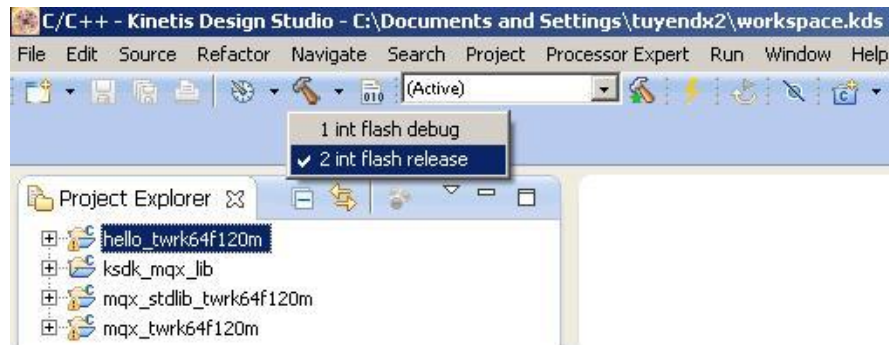 C/C++ - Kinetis Design Studio - C:\Documents and Settings\tuyendx2\workspace.kds
File Edit Source Refactor Navigate Search Project Processor Expert Run Window Help
010 (Active)
1 int flash debug
2 int flash release
Project Explorer
hello_twrk64f120m
ksdk_mqx_lib
mqx_stdlib_twrk64f120m
mqx_twrk64f120m